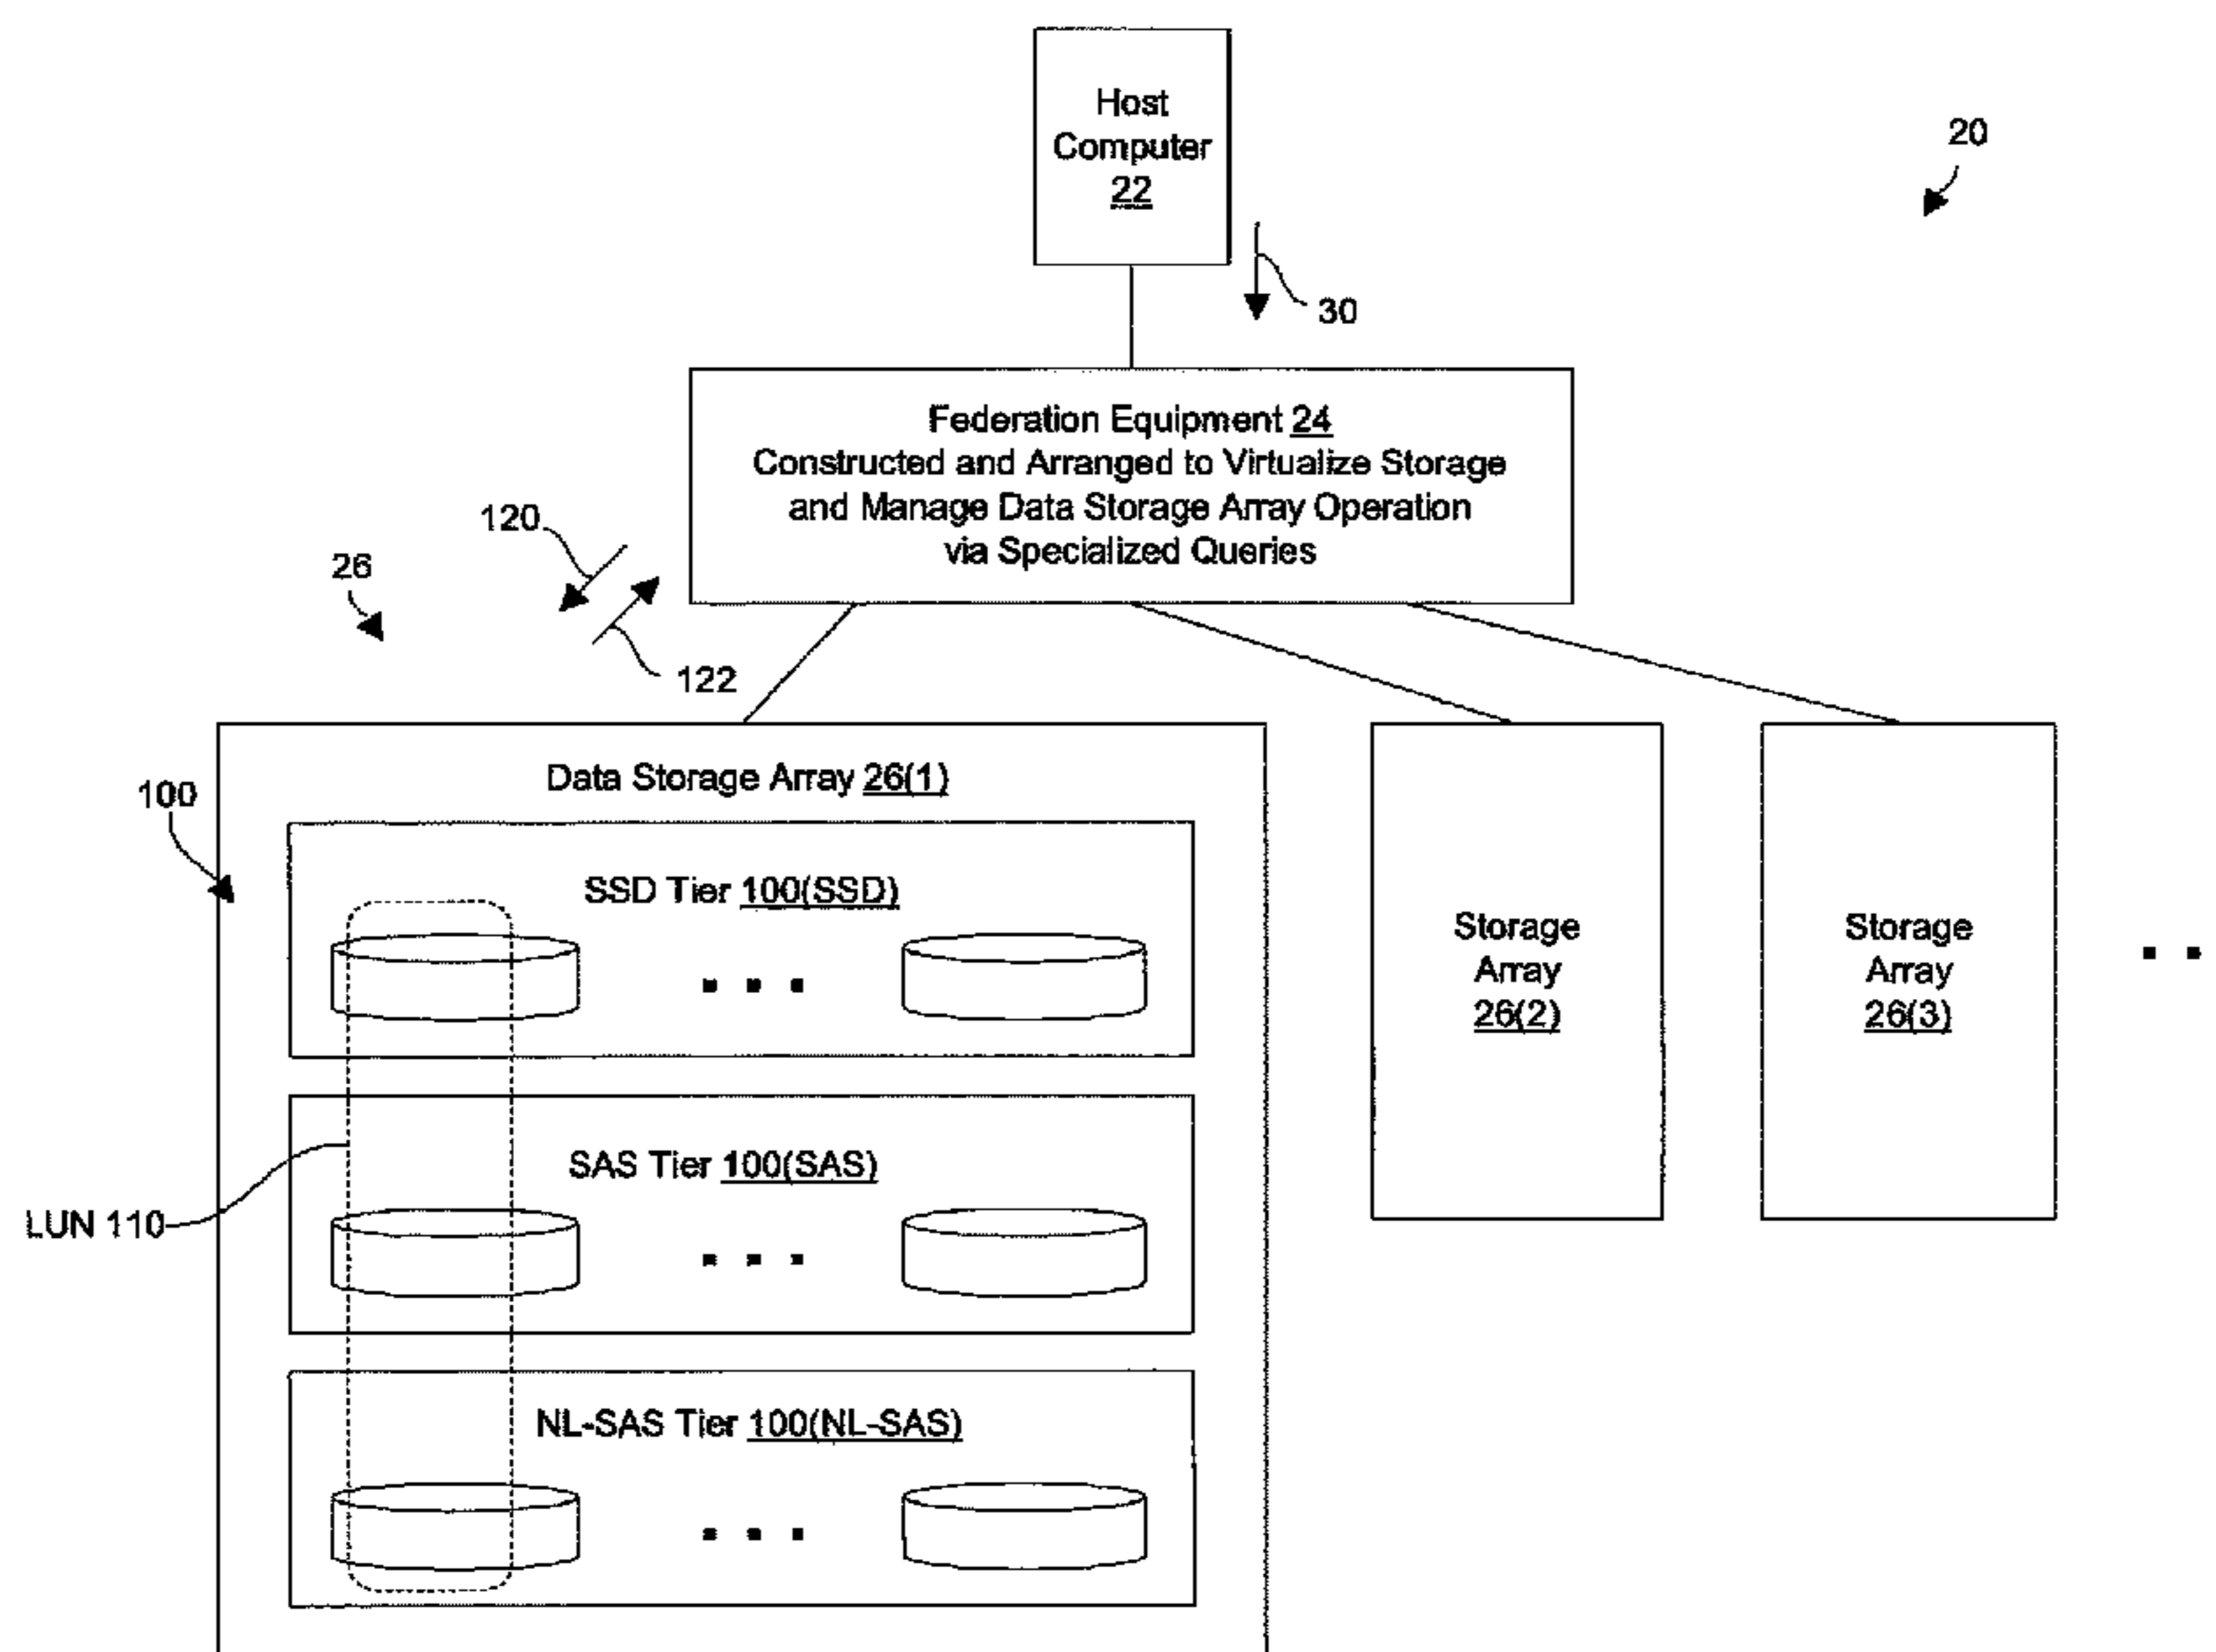 Host
Computer
22
20
30
Federation Equipment 24
Constructed and Arranged to Virtualize Storage
and Manage Data Storage Array Operation
via Specialized Queries
120
26
122
Data Storage Array 26(1)
100
SSD Tier 100(SSD)
Storage
Array
26(2)
Storage
Array
26(3)
SAS Tier 100(SAS)
LUN 110
NL-SAS Tier 100(NL-SAS)